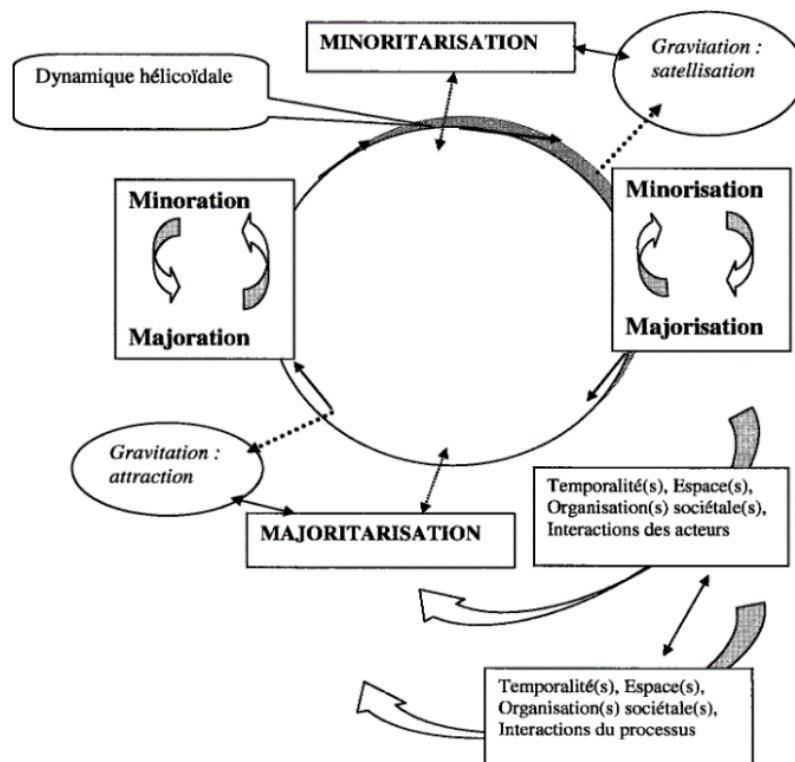 MINORITARISATION
Gravitation :
satellisation
Dynamique hélicoïdale
Minoration
Majoration
Minorisation
Majorisation
Gravitation :
attraction
MAJORITARISATION
Temporalité(s), Espace(s),
Organisation(s) sociétale(s),
Interactions des acteurs
Temporalité(s), Espace(s),
Organisation(s) sociétale(s),
Interactions du processus